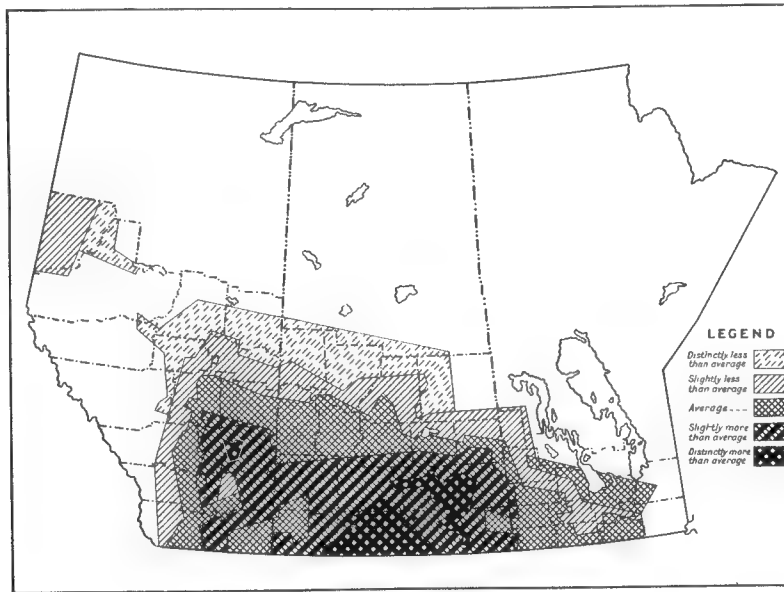 LEGEND
Distinctly less
than average
Slightly less
than average
Average ---
Slightly more
than average
Distinctly more
than average